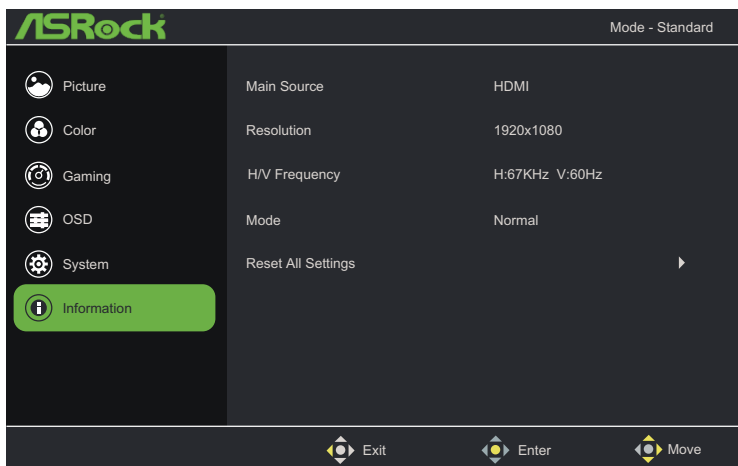 ASRock
Mode - Standard
Picture
Main Source HDMI
Color
Resolution 1920x1080
Gaming
H/V Frequency H:67KHz V:60Hz
OSD
Mode Normal
System
Reset All Settings
Information
Exit Enter Move